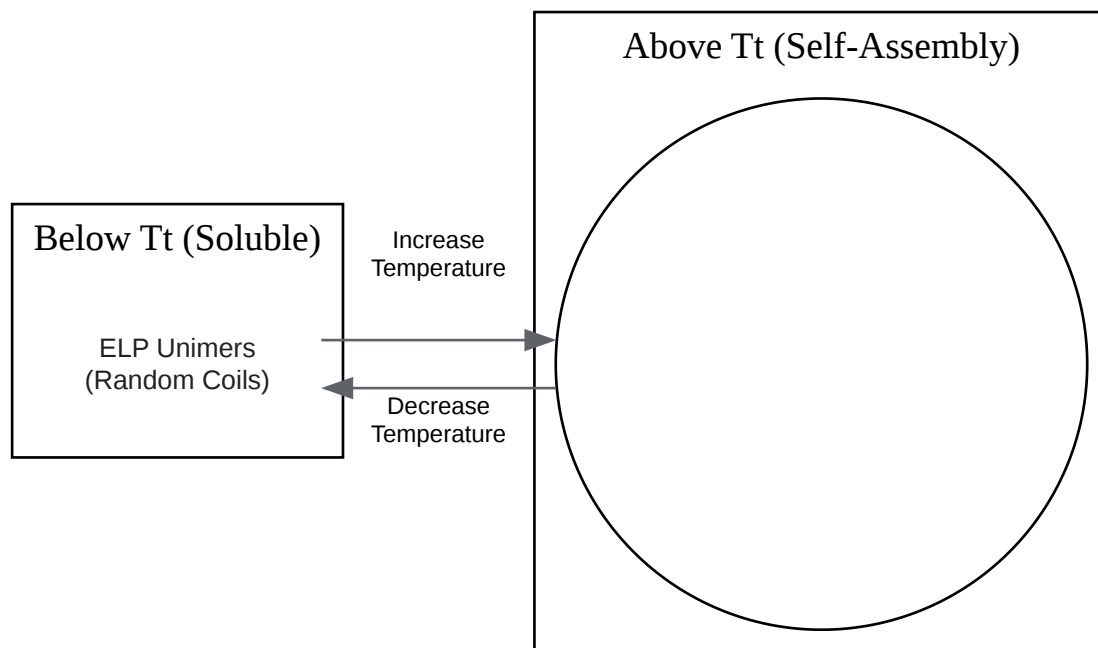 Above Tt (Self-Assembly)
Below Tt (Soluble)
Increase
Temperature
ELP Unimers
(Random Coils)
Decrease
Temperature